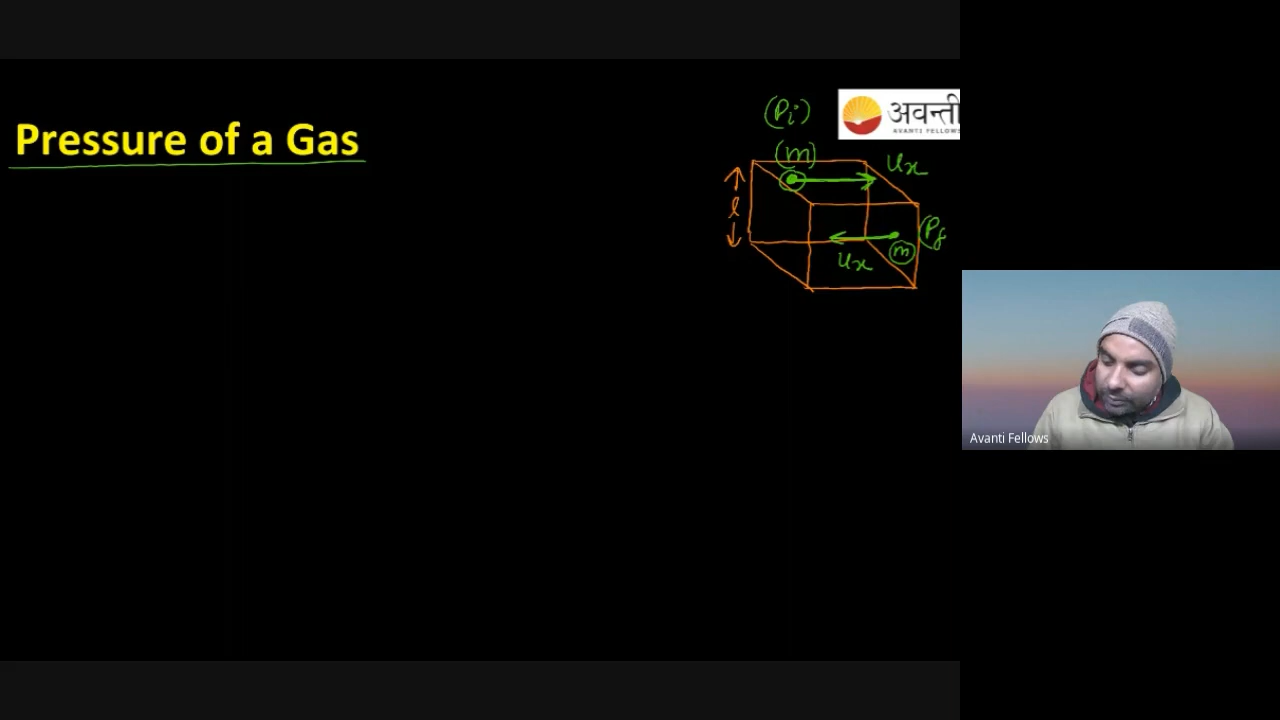 Pressure of a Gas
(Pi)
अवन्ती
AVANTI FELLOWS
(m)
ux
l
(Pf
m
ux
Avanti Fellows